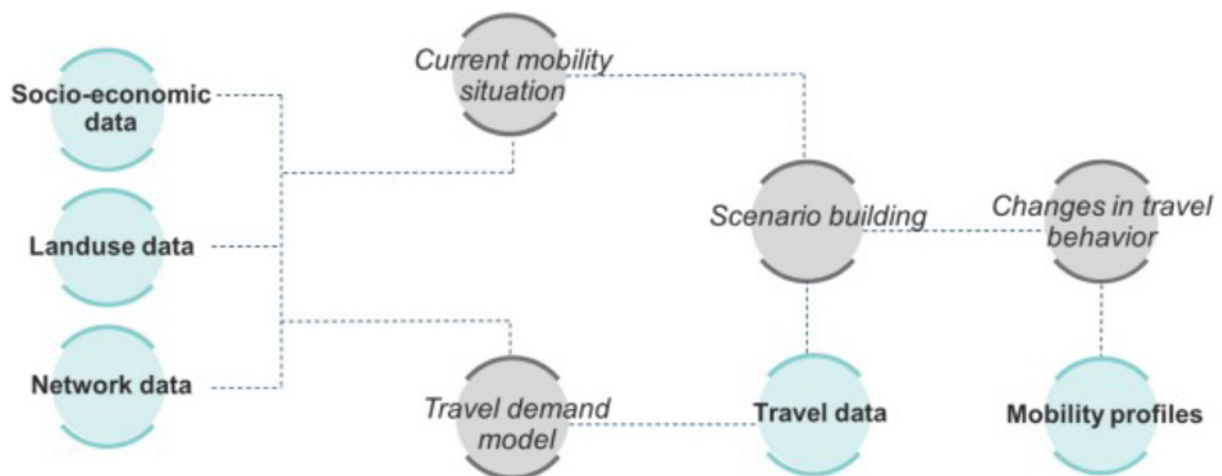 Socio-economic
data
Landuse data
Network data
Current mobility
situation
Travel demand
model
Scenario building
Travel data
Changes in travel
behavior
Mobility profiles